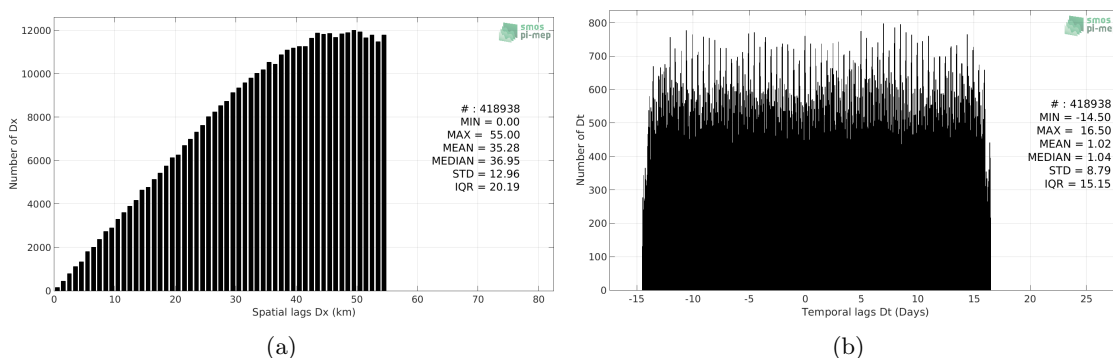 12000
10000
8000
6000
4000
2000
0
Number of Dx
0 10 20 30 40 50 60 70 80
Spatial lags Dx (km)
smos
pi-mep
# : 418938
MIN = 0.00
MAX = 55.00
MEAN = 35.28
MEDIAN = 36.95
STD = 12.96
IQR = 20.19
(a)
800
700
600
500
400
300
200
100
0
Number of Dt
-15 -10 -5 0 5 10 15 20 25
Temporal lags Dt (Days)
smos
pi-mep
# : 418938
MIN = -14.50
MAX = 16.50
MEAN = 1.02
MEDIAN = 1.04
STD = 8.79
IQR = 15.15
(b)